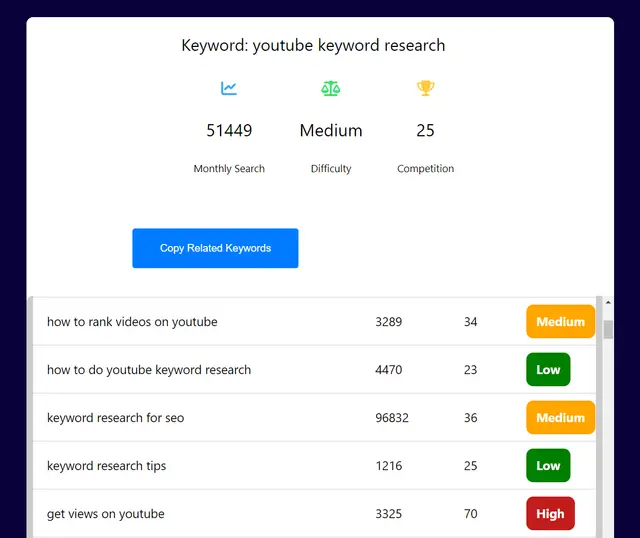 Keyword: youtube keyword research
51449 Medium 25
Monthly Search Difficulty Competition
Copy Related Keywords
how to rank videos on youtube 3289 34 Medium
how to do youtube keyword research 4470 23 Low
keyword research for seo 96832 36 Medium
keyword research tips 1216 25 Low
get views on youtube 3325 70 High